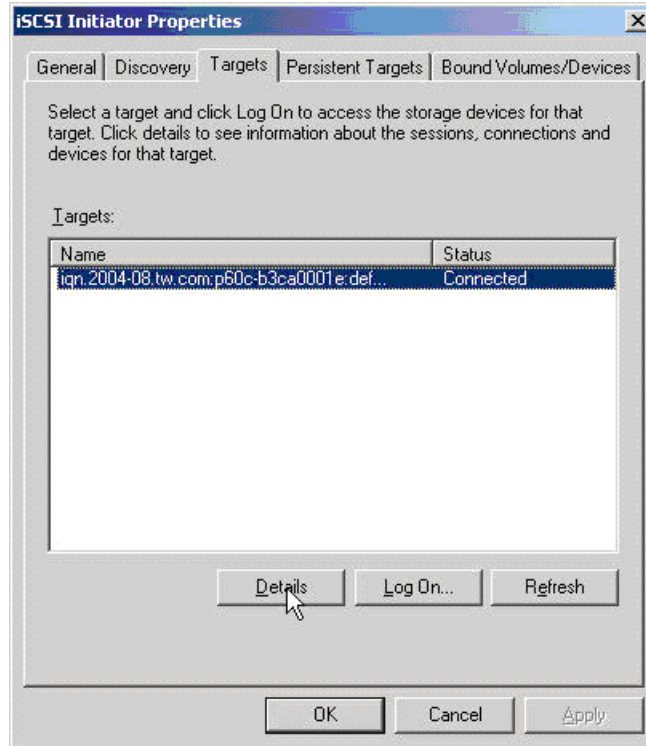 iSCSI Initiator Properties
General Discovery Targets Persistent Targets Bound Volumes/Devices
Select a target and click Log On to access the storage devices for that
target. Click details to see information about the sessions, connections and
devices for that target.
Targets:
Name Status
iqn.2004-08.tw.com:p60c-b3ca0001e:def... Connected
Details Log On... Refresh
OK Cancel Apply